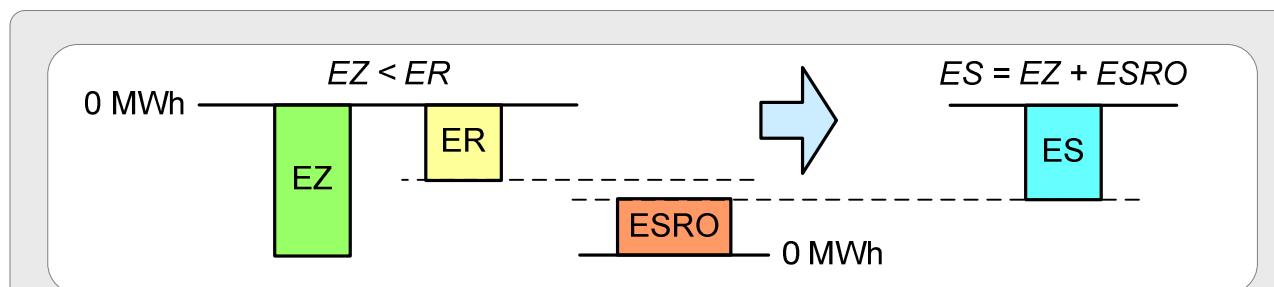 EZ < ER
ES = EZ + ESRO
0 MWh
EZ
ER
ES
ESRO
0 MWh